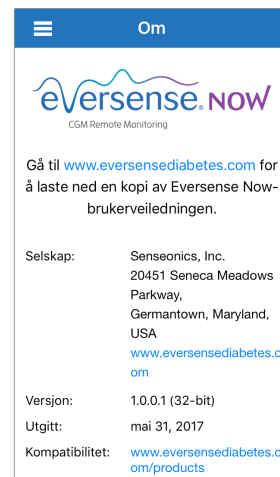 Om
eversense. NOW
CGM Remote Monitoring
Gå til www.eversensediabetes.com for
å laste ned en kopi av Eversense Now-
brukerveiledningen.
Selskap: Senseonics, Inc.
20451 Seneca Meadows
Parkway,
Germantown, Maryland,
USA
www.eversensediabetes.c
om
Versjon: 1.0.0.1 (32-bit)
Utgitt: mai 31, 2017
Kompatibilitet: www.eversensediabetes.c
om/products